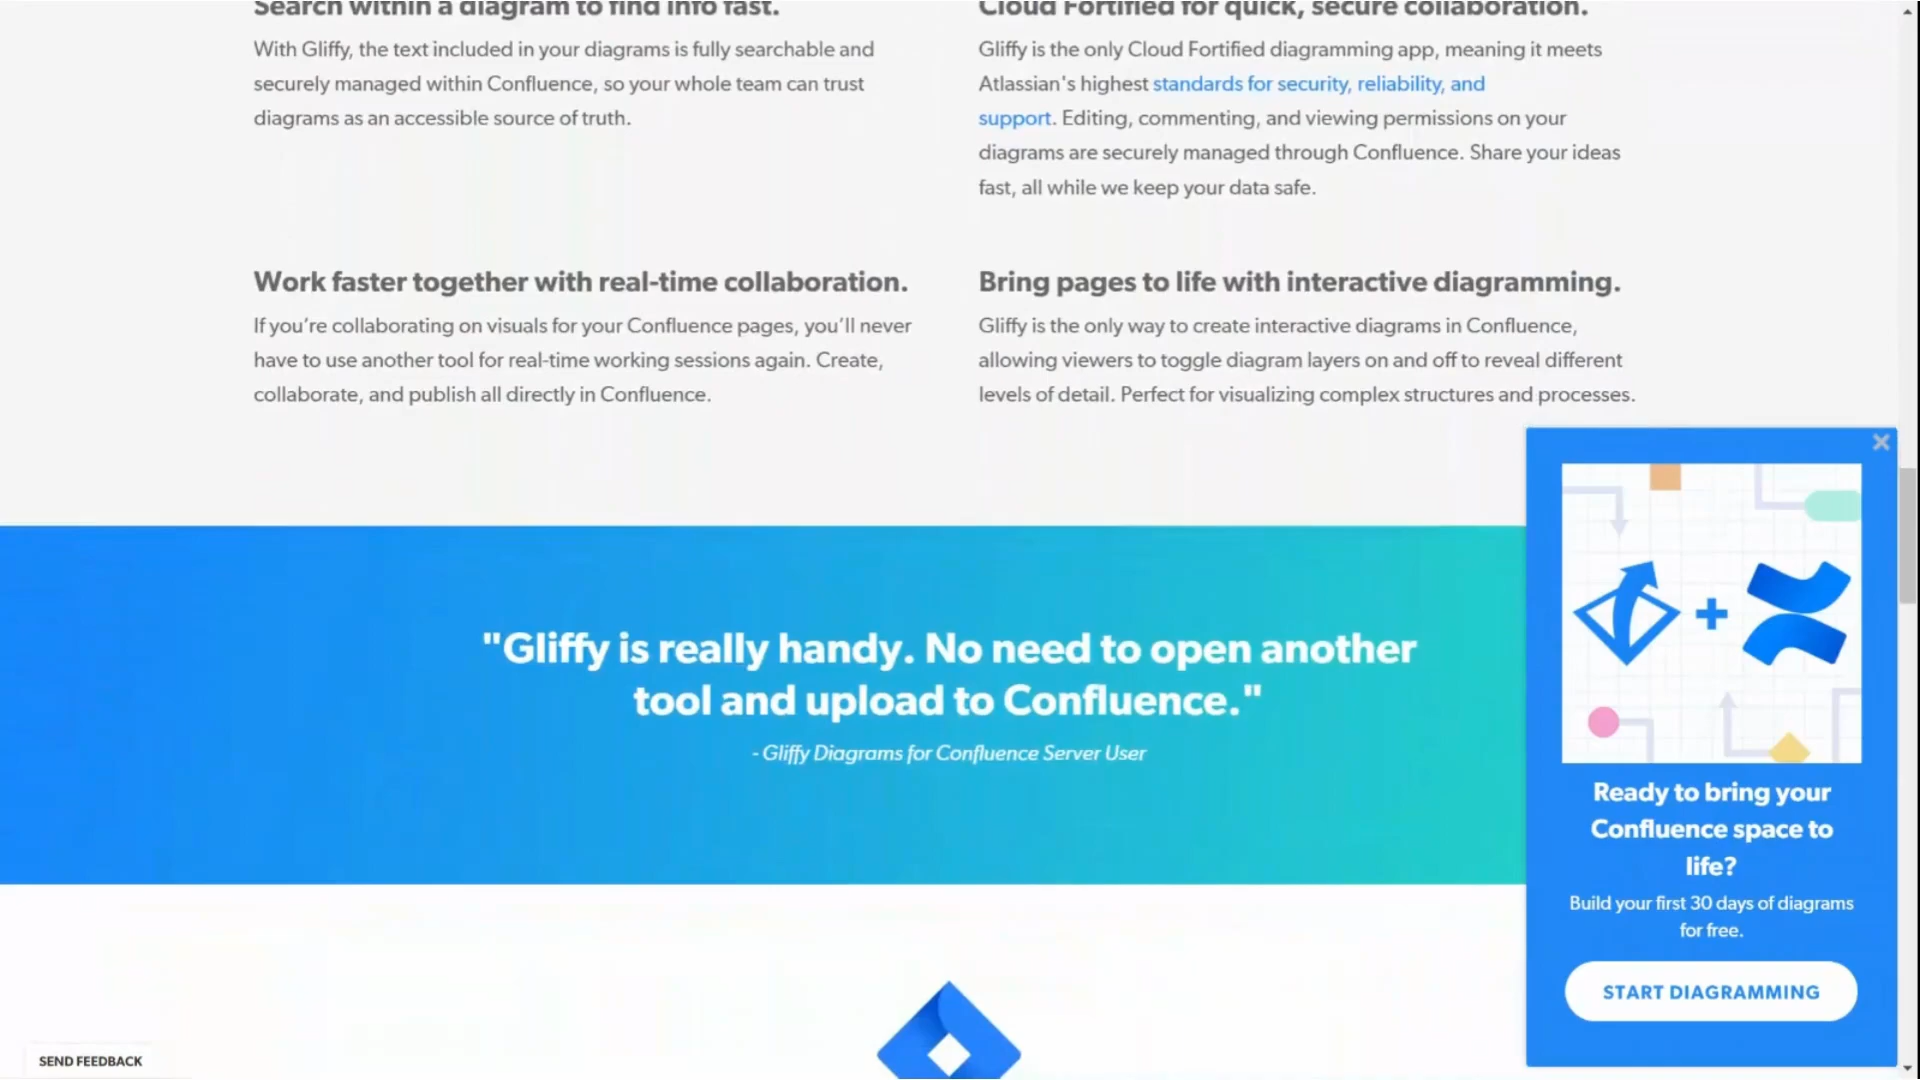 Search within a diagram to find info fast.
With Gliffy, the text included in your diagrams is fully searchable and
securely managed within Confluence, so your whole team can trust
diagrams as an accessible source of truth.
Cloud Fortified for quick, secure collaboration.
Gliffy is the only Cloud Fortified diagramming app, meaning it meets
Atlassian's highest standards for security, reliability, and
support. Editing, commenting, and viewing permissions on your
diagrams are securely managed through Confluence. Share your ideas
fast, all while we keep your data safe.
Work faster together with real-time collaboration.
If you’re collaborating on visuals for your Confluence pages, you’ll never
have to use another tool for real-time working sessions again. Create,
collaborate, and publish all directly in Confluence.
Bring pages to life with interactive diagramming.
Gliffy is the only way to create interactive diagrams in Confluence,
allowing viewers to toggle diagram layers on and off to reveal different
levels of detail. Perfect for visualizing complex structures and processes.
"Gliffy is really handy. No need to open another
tool and upload to Confluence."
- Gliffy Diagrams for Confluence Server User
Ready to bring your
Confluence space to
life?
Build your first 30 days of diagrams
for free.
START DIAGRAMMING
SEND FEEDBACK